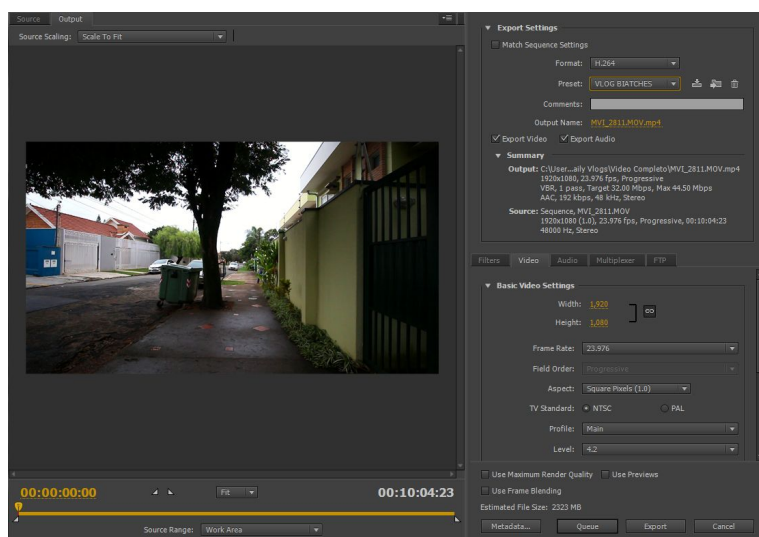 Source Output
Source Scaling: Scale To Fit
00:00:00:00 Fit 00:10:04:23
Source Range: Work Area
Export Settings
Match Sequence Settings
Format: H.264
Preset: VLOG BIATCHES
Comments:
Output Name: MVI_2811.MOV.mp4
Export Video Export Audio
Summary
Output: C:\User...aily Vlogs\Video Completo\MVI_2811.MOV.mp4
1920x1080, 23.976 fps, Progressive
VBR, 1 pass, Target 32.00 Mbps, Max 44.50 Mbps
AAC, 192 kbps, 48 kHz, Stereo
Source: Sequence, MVI_2811.MOV
1920x1080 (1.0), 23.976 fps, Progressive, 00:10:04:23
48000 Hz, Stereo
Filters Video Audio Multiplexer FTP
Basic Video Settings
Width: 1,920
Height: 1,080
Frame Rate: 23.976
Field Order: Progressive
Aspect: Square Pixels (1.0)
TV Standard: NTSC PAL
Profile: Main
Level: 4.2
Use Maximum Render Quality Use Previews
Use Frame Blending
Estimated File Size: 2323 MB
Metadata... Queue Export Cancel